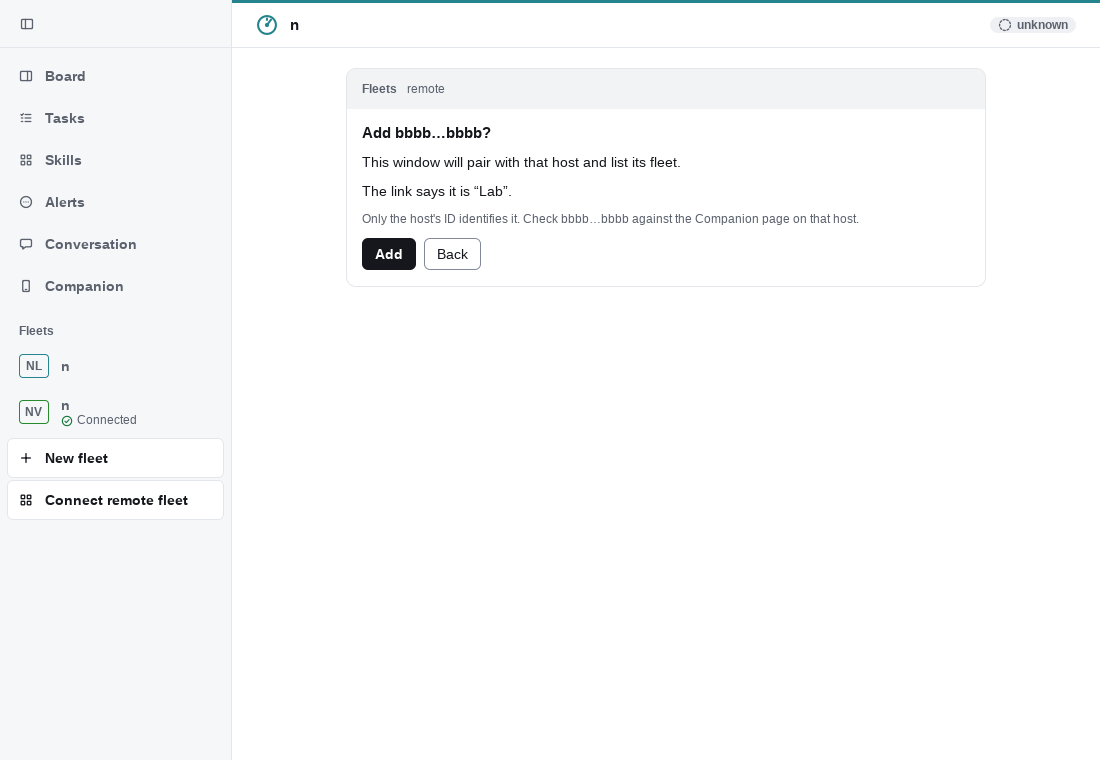 n
unknown
Board
Tasks
Skills
Alerts
Conversation
Companion
Fleets
NL n
NV n
Connected
New fleet
Connect remote fleet
Fleets remote
Add bbbb…bbbb?
This window will pair with that host and list its fleet.
The link says it is “Lab”.
Only the host's ID identifies it. Check bbbb…bbbb against the Companion page on that host.
Add Back